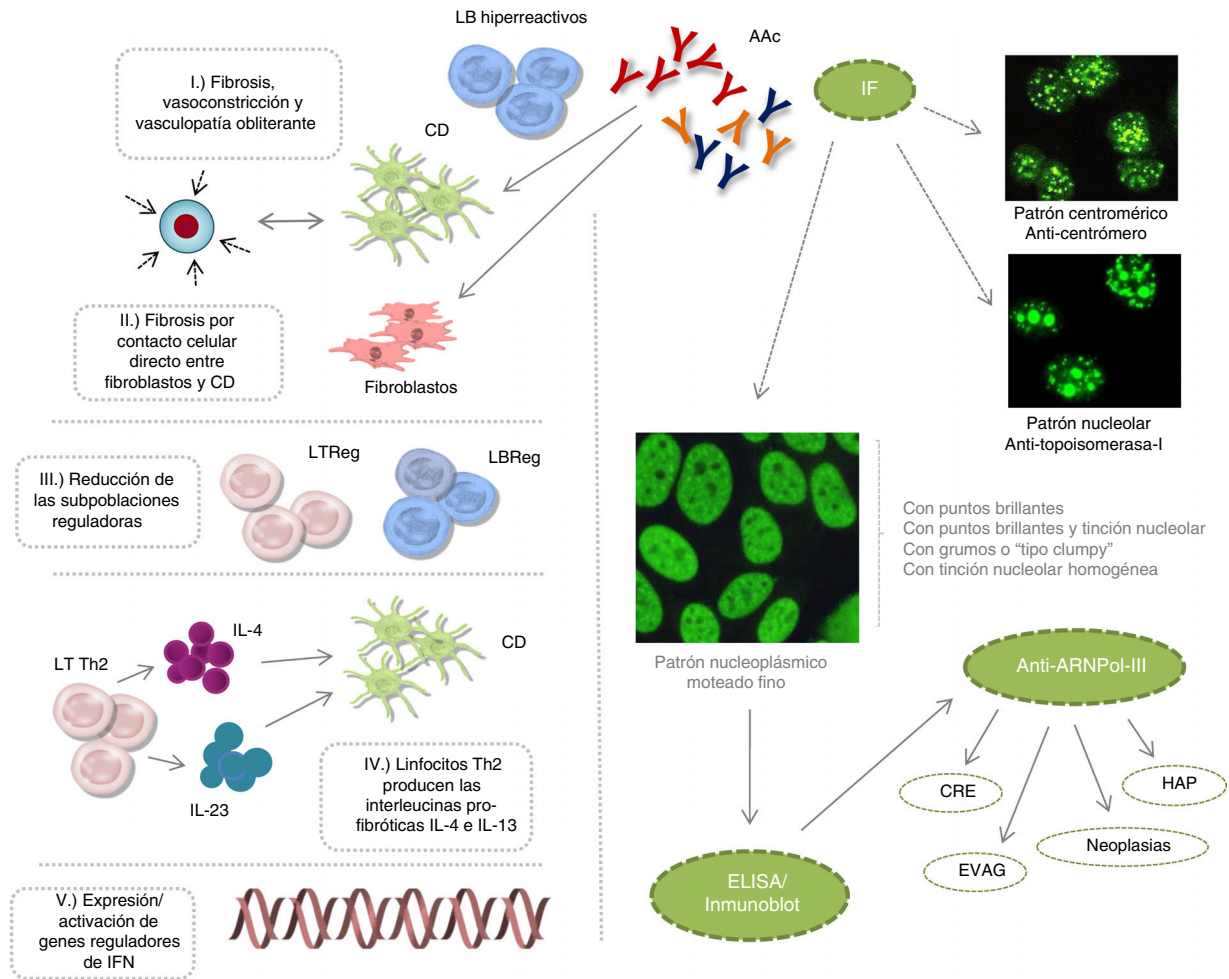 LB hiperreactivos
AAc
IF
I.) Fibrosis,
vasoconstricción y
vasculopatía obliterante
CD
Patrón centromérico
Anti-centrómero
II.) Fibrosis por
contacto celular
directo entre
fibroblastos y CD
Fibroblastos
Patrón nucleolar
Anti-topoisomerasa-I
III.) Reducción de
las subpoblaciones
reguladoras
LTReg
LBReg
Con puntos brillantes
Con puntos brillantes y tinción nucleolar
Con grumos o “tipo clumpy”
Con tinción nucleolar homogénea
LT Th2
IL-4
IL-23
CD
IV.) Linfocitos Th2
producen las
interleucinas pro-
fibróticas IL-4 e IL-13
Patrón nucleoplásmico
moteado fino
Anti-ARNPol-III
CRE
HAP
EVAG
Neoplasias
ELISA/
Inmunoblot
V.) Expresión/
activación de
genes reguladores
de IFN